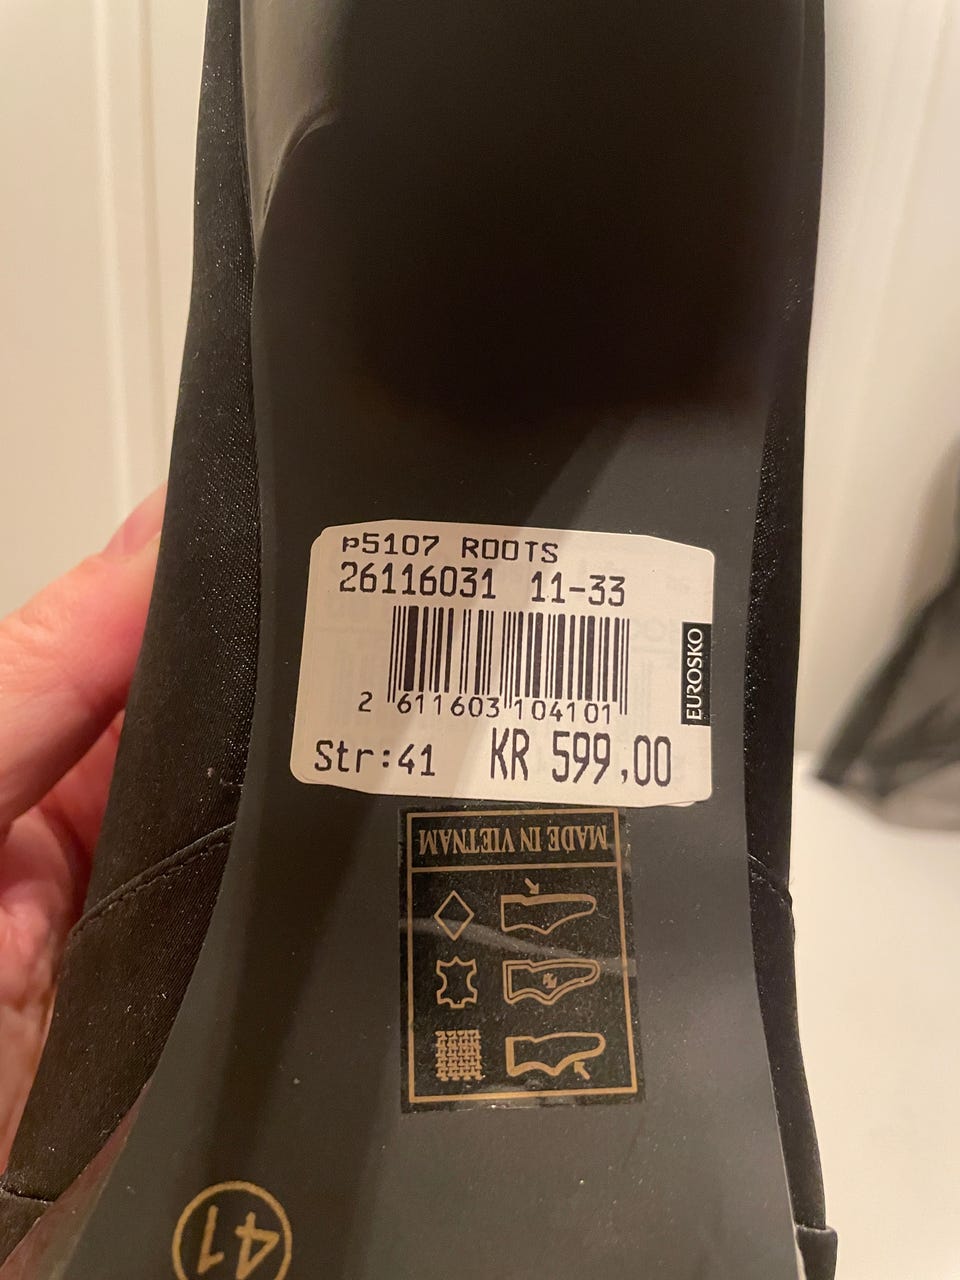 P5107 ROOTS
26116031 11-33
2 611603 104101
EUROSKO
Str:41 KR 599,00
MADE IN VIETNAM
41